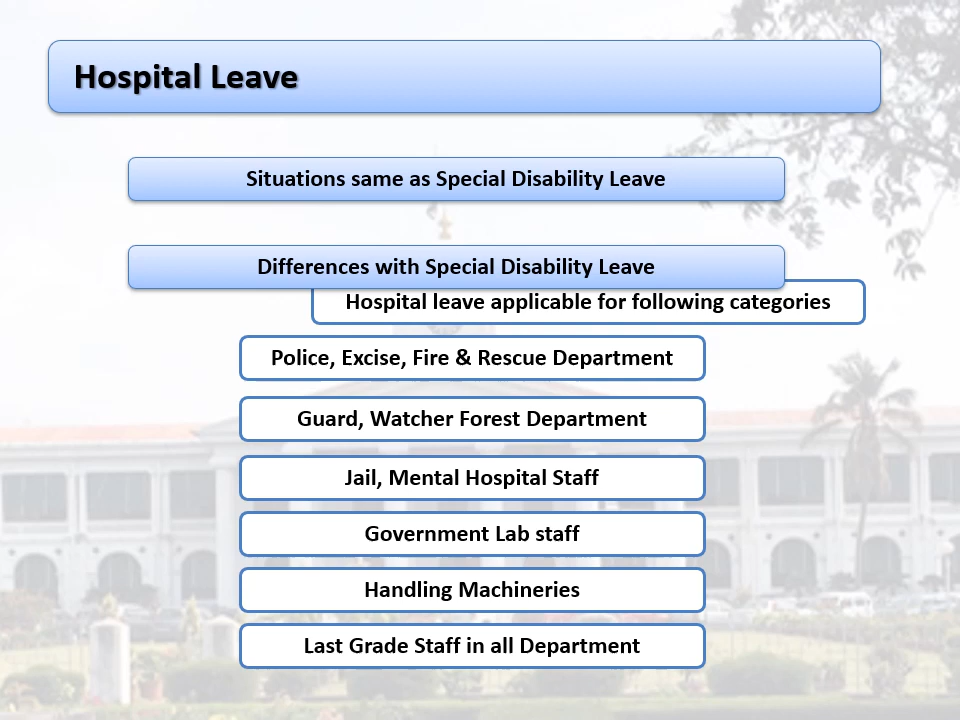 Hospital Leave
Situations same as Special Disability Leave
Differences with Special Disability Leave
Hospital leave applicable for following categories
Police, Excise, Fire & Rescue Department
Guard, Watcher Forest Department
Jail, Mental Hospital Staff
Government Lab staff
Handling Machineries
Last Grade Staff in all Department